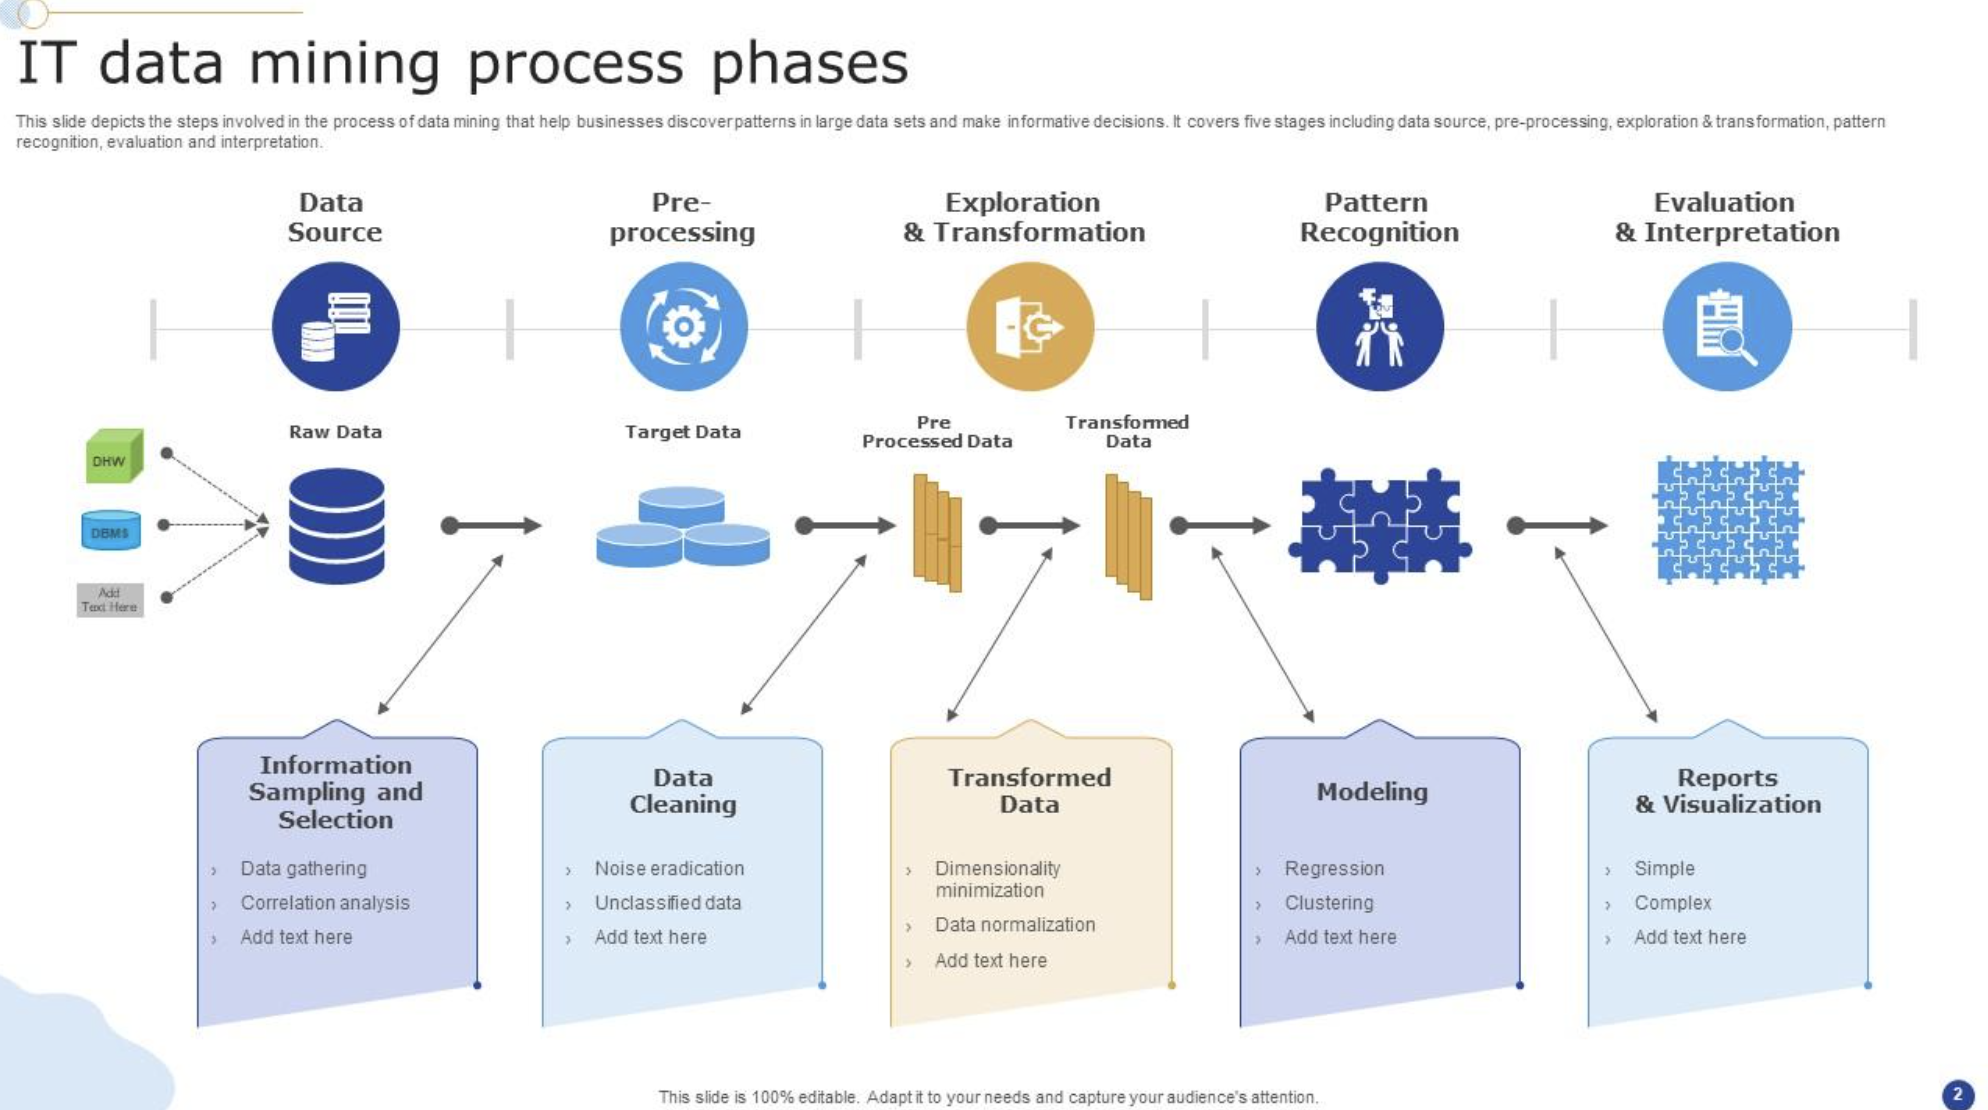 IT data mining process phases
This slide depicts the steps involved in the process of data mining that help businesses discover patterns in large data sets and make informative decisions. It covers five stages including data source, pre-processing, exploration & transformation, pattern
recognition, evaluation and interpretation.
Data
Source
Pre-
processing
Exploration
& Transformation
Pattern
Recognition
Evaluation
& Interpretation
DHW
DBMS
Add
Text Here
Raw Data
Target Data
Pre
Processed Data
Transformed
Data
Information
Sampling and
Selection
› Data gathering
› Correlation analysis
› Add text here
Data
Cleaning
› Noise eradication
› Unclassified data
› Add text here
Transformed
Data
› Dimensionality
minimization
› Data normalization
› Add text here
Modeling
› Regression
› Clustering
› Add text here
Reports
& Visualization
› Simple
› Complex
› Add text here
This slide is 100% editable. Adapt it to your needs and capture your audience's attention.
2